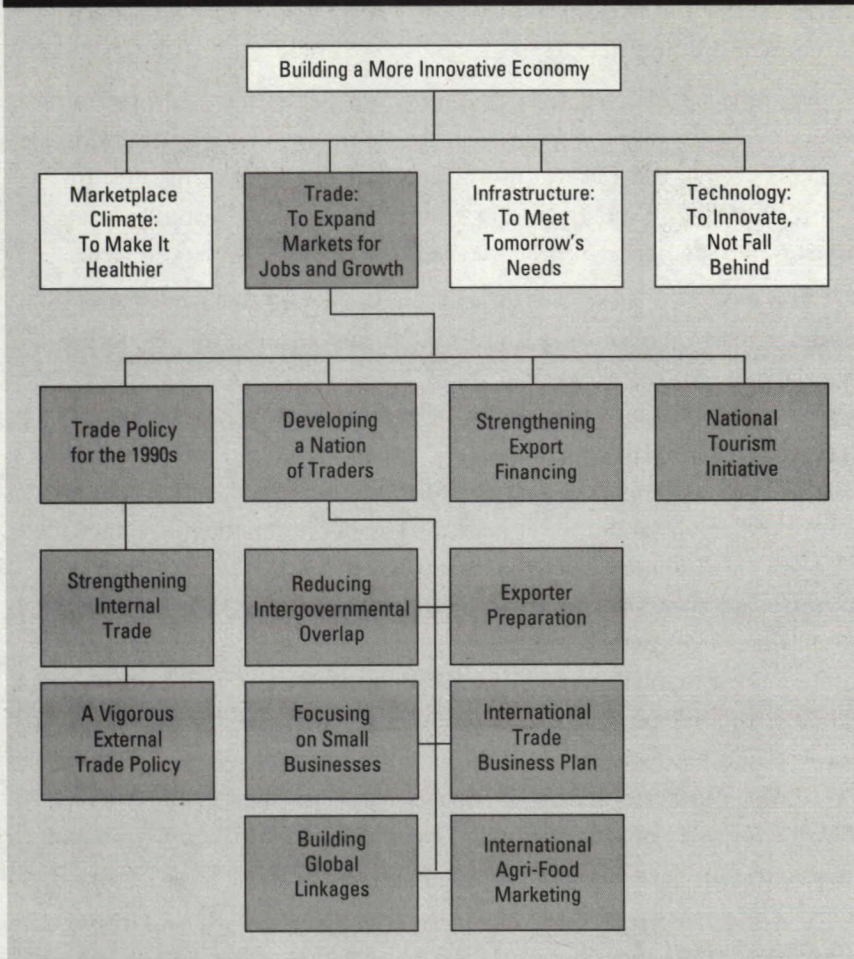 Building a More Innovative Economy
Marketplace
Climate:
To Make It
Healthier
Trade:
To Expand
Markets for
Jobs and Growth
Infrastructure:
To Meet
Tomorrow's
Needs
Technology:
To Innovate,
Not Fall
Behind
Trade Policy
for the 1990s
Developing
a Nation
of Traders
Strengthening
Export
Financing
National
Tourism
Initiative
Strengthening
Internal
Trade
Reducing
Intergovernmental
Overlap
Exporter
Preparation
A Vigorous
External
Trade Policy
Focusing
on Small
Businesses
International
Trade
Business Plan
Building
Global
Linkages
International
Agri-Food
Marketing